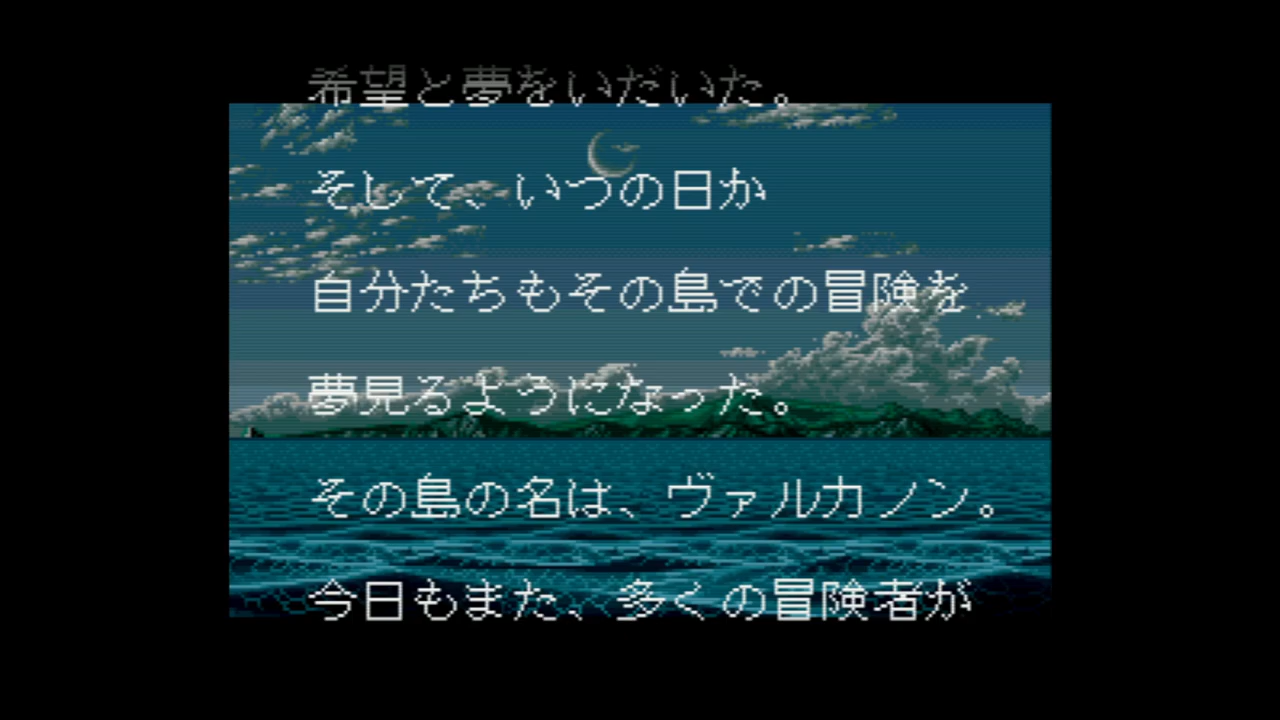 希望と夢をいだいた。
そして、いつの日か
自分たちもその島での冒険を
夢見るようになった。
その島の名は、ヴァルカノン。
今日もまた、多くの冒険者が